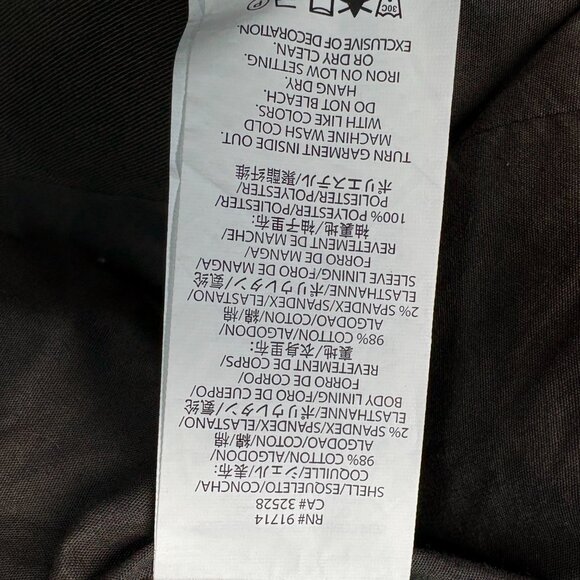 RN# 91714
CA# 32528
SHELL/ESQUELETO/CONCHA/
COQUILLE/シェル/表布:
98% COTTON/ALGODON/
ALGODAO/COTON/綿/棉
2% SPANDEX/ELASTANO/
ELASTHANNE/ポリウレタン/氨纶
BODY LINING/FORO DE CUERPO/
FORRO DE CORPO/
REVETEMENT DE CORPS/
裏地/衣身里布:
98% COTTON/ALGODON/
ALGODAO/COTON/綿/棉
2% SPANDEX/ELASTANO/
ELASTHANNE/ポリウレタン/氨纶
SLEEVE LINING/FORO DE MANGA/
FORRO DE MANGA/
REVETEMENT DE MANCHE/
袖裏地/袖子里布:
100% POLYESTER/POLIESTER/
POLIESTER/POLYESTER/
ポリエステル/聚酯纤维
TURN GARMENT INSIDE OUT.
MACHINE WASH COLD
WITH LIKE COLORS.
DO NOT BLEACH.
HANG DRY.
IRON ON LOW SETTING.
OR DRY CLEAN.
EXCLUSIVE OF DECORATION
30C P